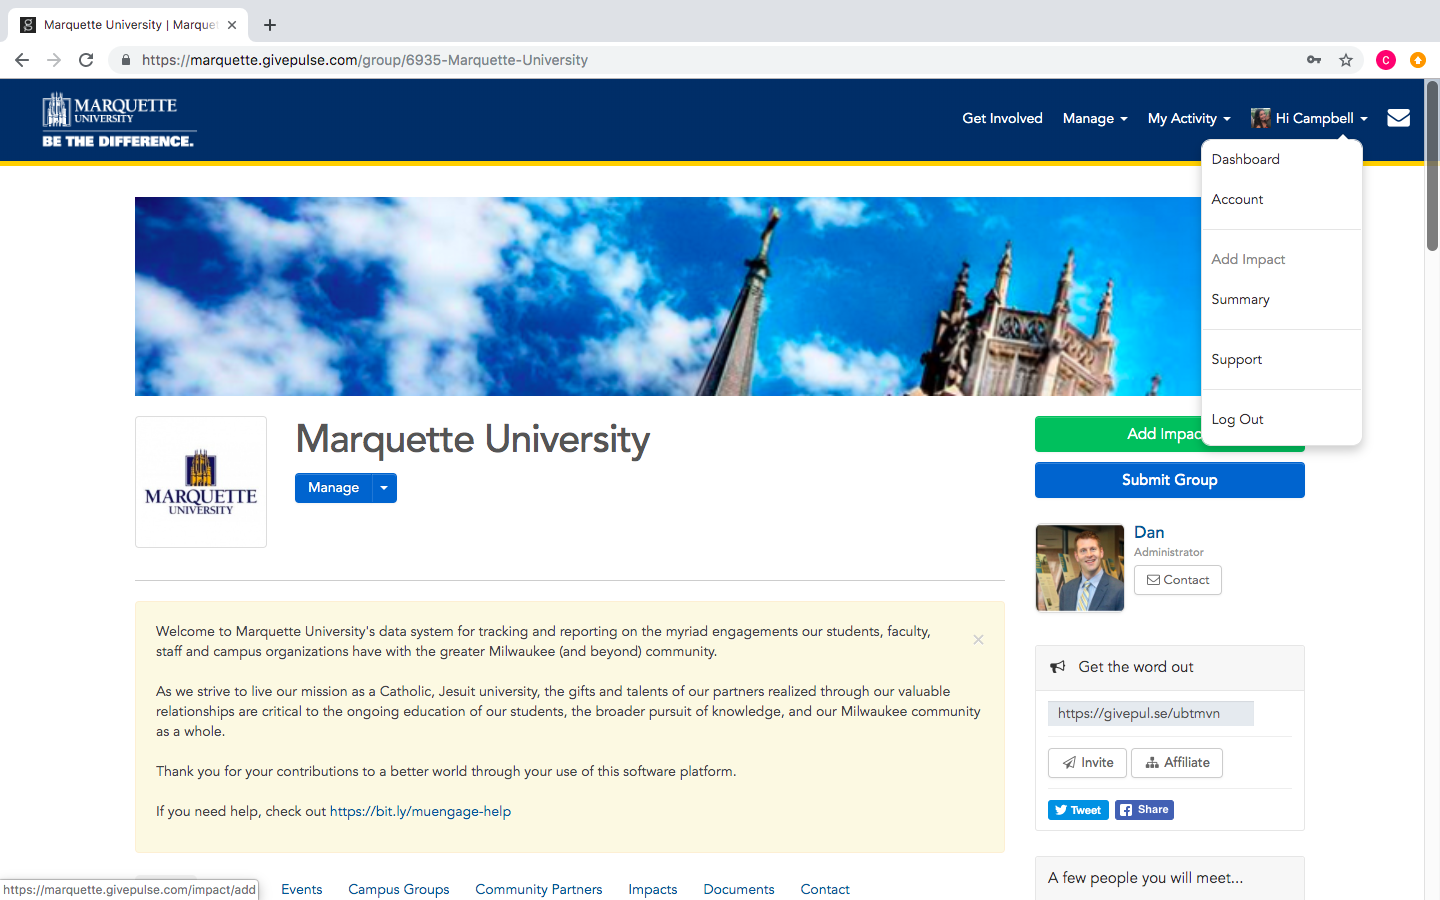 Marquette University | Marque
https://marquette.givepulse.com/group/6935-Marquette-University
C
MARQUETTE
UNIVERSITY
BE THE DIFFERENCE.
Get Involved
Manage
My Activity
Hi Campbell
Dashboard
Account
Add Impact
Summary
Support
Log Out
MARQUETTE
UNIVERSITY
Marquette University
Manage
Add Impac
Submit Group
Dan
Administrator
Contact
Welcome to Marquette University's data system for tracking and reporting on the myriad engagements our students, faculty,
staff and campus organizations have with the greater Milwaukee (and beyond) community.
As we strive to live our mission as a Catholic, Jesuit university, the gifts and talents of our partners realized through our valuable
relationships are critical to the ongoing education of our students, the broader pursuit of knowledge, and our Milwaukee community
as a whole.
Thank you for your contributions to a better world through your use of this software platform.
If you need help, check out https://bit.ly/muengage-help
Get the word out
https://givepul.se/ubtmvn
Invite
Affiliate
Tweet
Share
A few people you will meet...
https://marquette.givepulse.com/impact/add
Events
Campus Groups
Community Partners
Impacts
Documents
Contact